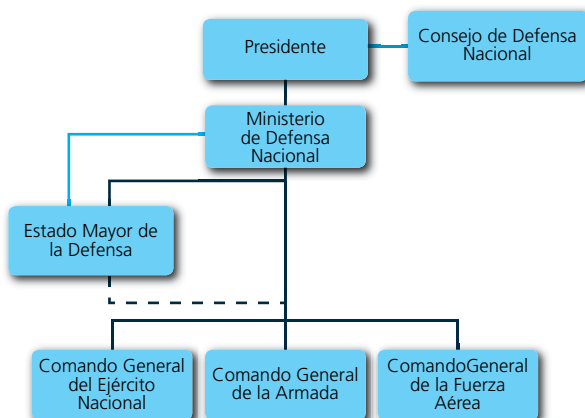 Presidente
Consejo de Defensa
Nacional
Ministerio
de Defensa
Nacional
Estado Mayor de
la Defensa
Comando General
del Ejército
Nacional
Comando General
de la Armada
ComandoGeneral
de la Fuerza
Aérea